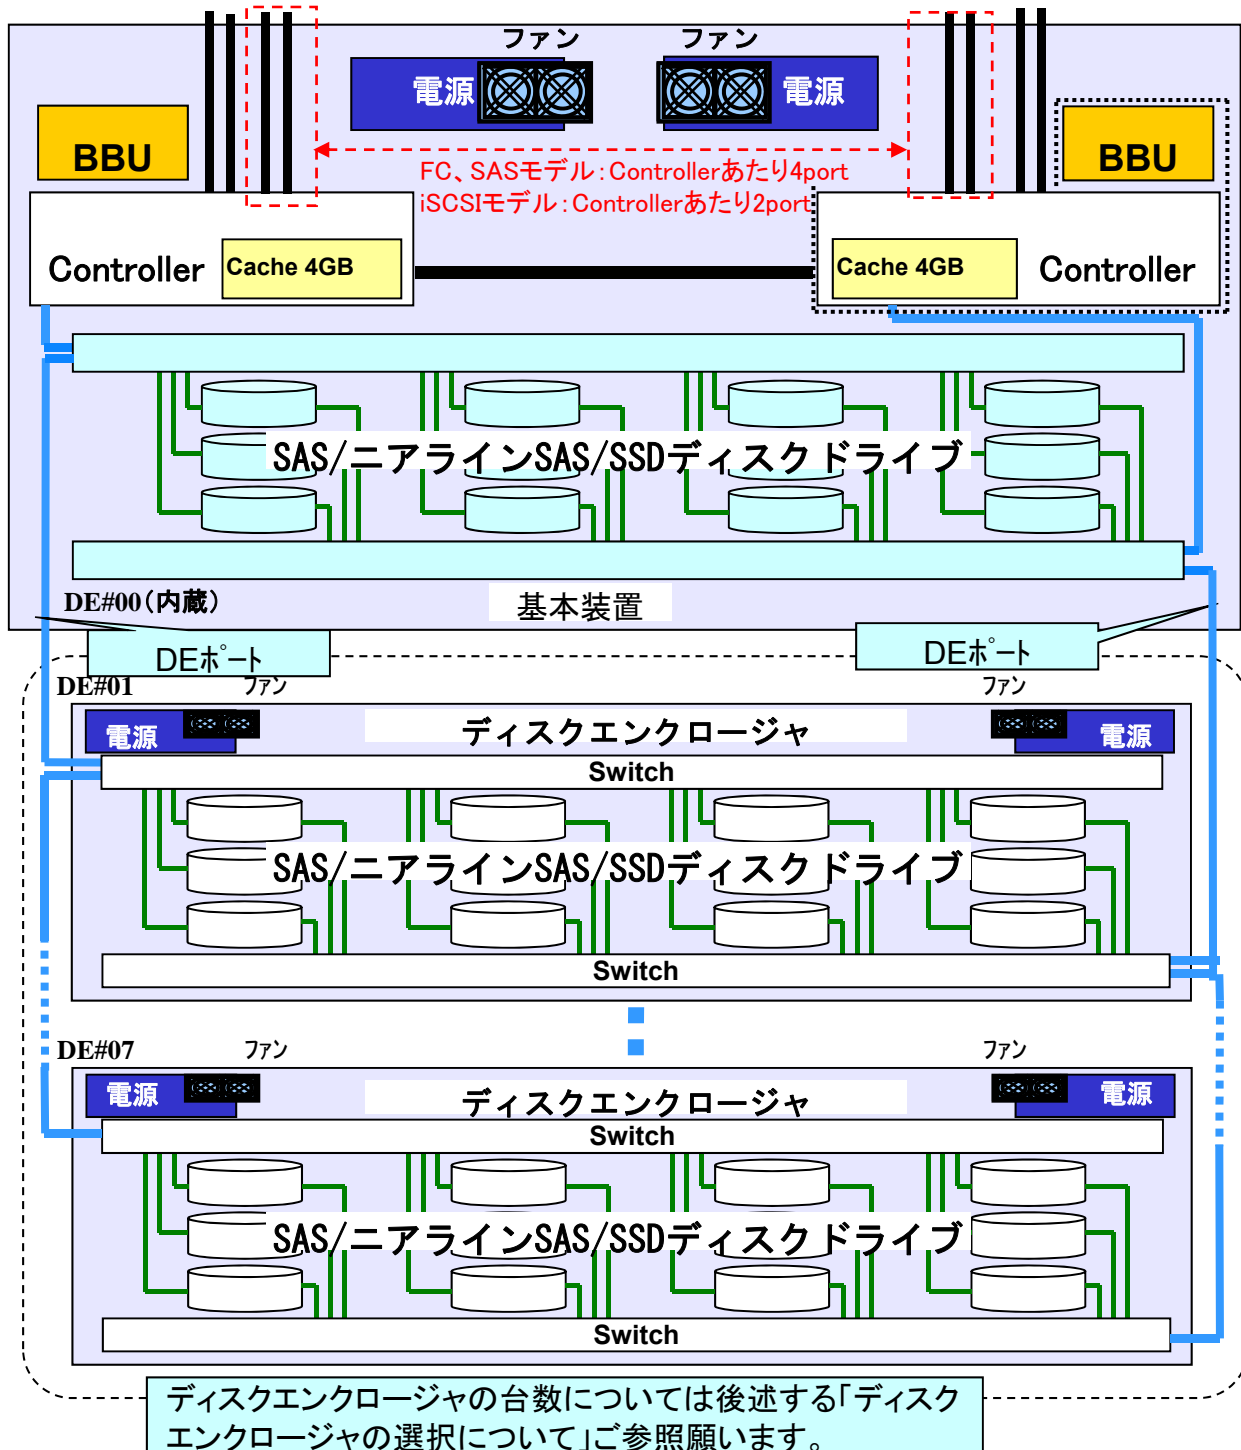 ファン ファン
電源 電源
BBU BBU
FC、SASモデル：Controllerあたり4port
iSCSIモデル：Controllerあたり2port
Controller Cache 4GB Cache 4GB Controller
SAS/ニアラインSAS/SSDディスクドライブ
DE#00（内蔵） 基本装置
DEポート DEポート
DE#01 ファン ファン
電源 ディスクエンクロージャ 電源
Switch
SAS/ニアラインSAS/SSDディスクドライブ
Switch
DE#07 ファン ファン
電源 ディスクエンクロージャ 電源
Switch
SAS/ニアラインSAS/SSDディスクドライブ
Switch
ディスクエンクロージャの台数については後述する「ディスク
エンクロージャの選択について」ご参照願います。